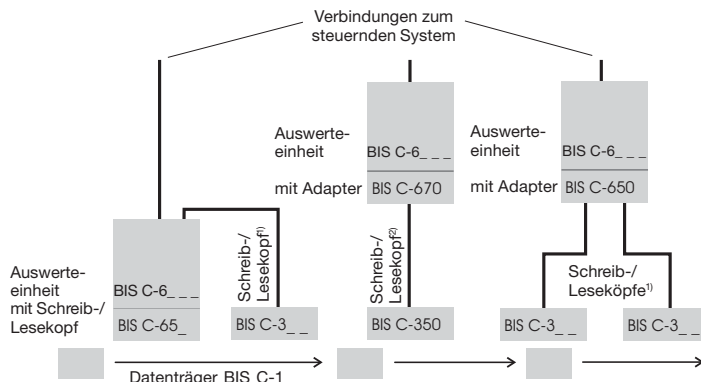 Verbindungen zum
steuernden System
Auswerte-
einheit
mit Schreib-/
Lesekopf
BIS C-6_ _ _
BIS C-65_
Schreib-/
Lesekopf¹⁾
BIS C-3_ _
Auswerte-
einheit
mit Adapter
BIS C-6_ _ _
BIS C-670
Schreib-/
Lesekopf²⁾
BIS C-350
Auswerte-
einheit
mit Adapter
BIS C-6_ _ _
BIS C-650
Schreib-/
Leseköpfe¹⁾
BIS C-3_ _
BIS C-3_ _
Datenträger BIS C-1